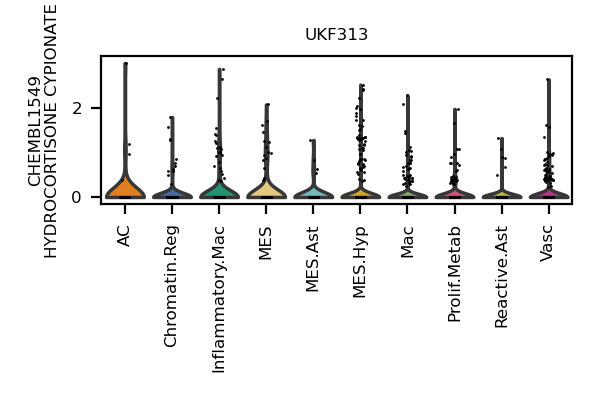 UKF313
CHEMBL1549
HYDROCORTISONE CYPIONATE
2
0
AC
Chromatin.Reg
Inflammatory.Mac
MES
MES.Ast
MES.Hyp
Mac
Prolif.Metab
Reactive.Ast
Vasc